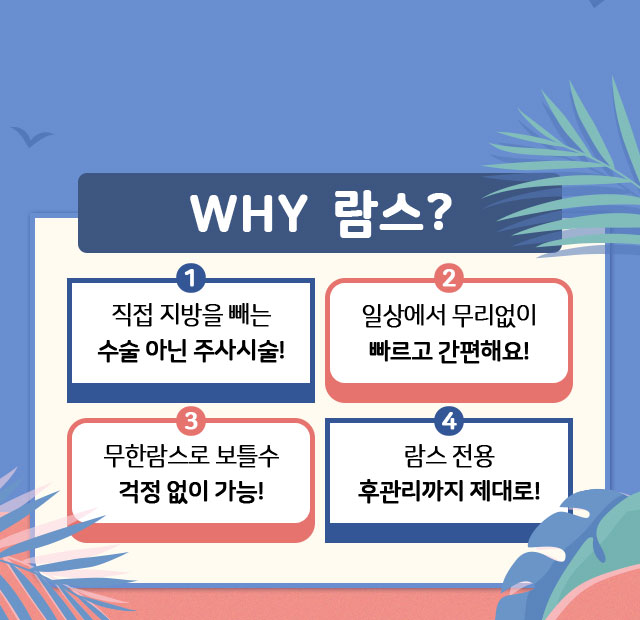 WHY 람스?
1
직접 지방을 빼는
수술 아닌 주사시술!
2
일상에서 무리없이
빠르고 간편해요!
3
무한람스로 보틀수
걱정 없이 가능!
4
람스 전용
후관리까지 제대로!